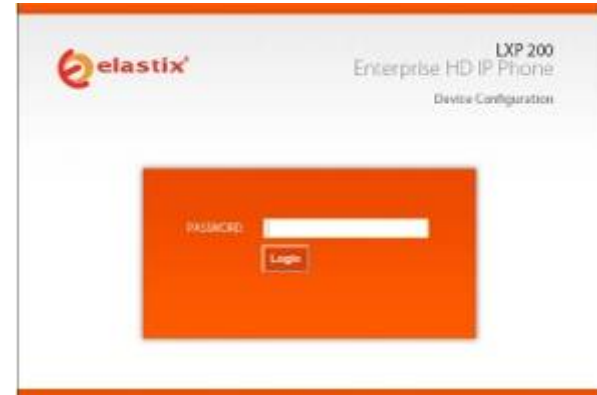 elastix
LXP 200
Enterprise HD IP Phone
Device Configuration
PASSWORD
Login